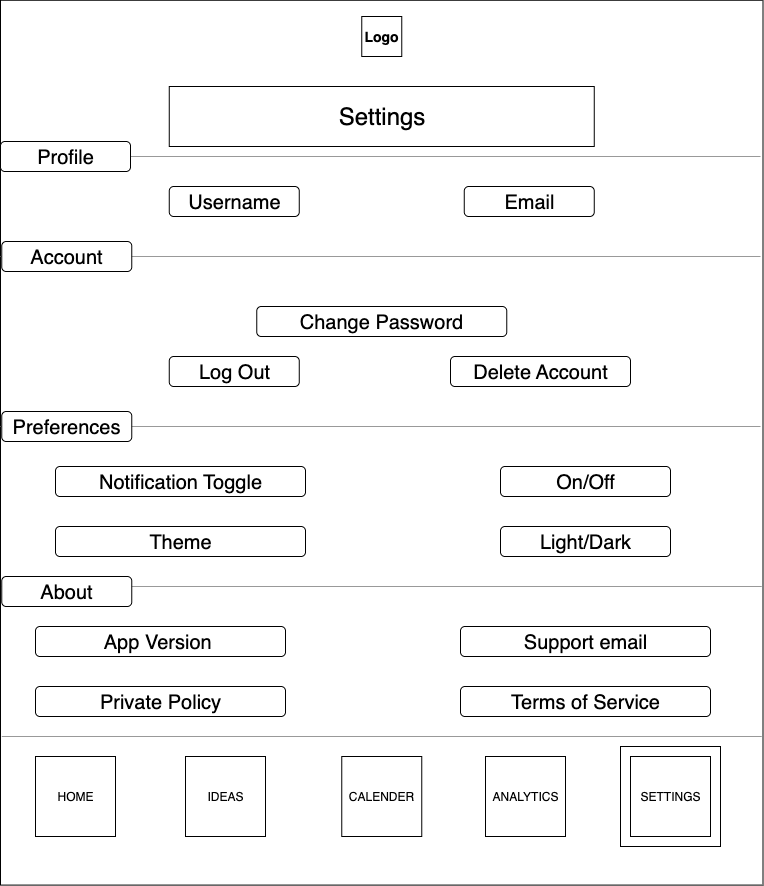 Logo
Settings
Profile
Username Email
Account
Change Password
Log Out Delete Account
Preferences
Notification Toggle On/Off
Theme Light/Dark
About
App Version Support email
Private Policy Terms of Service
HOME IDEAS CALENDER ANALYTICS SETTINGS